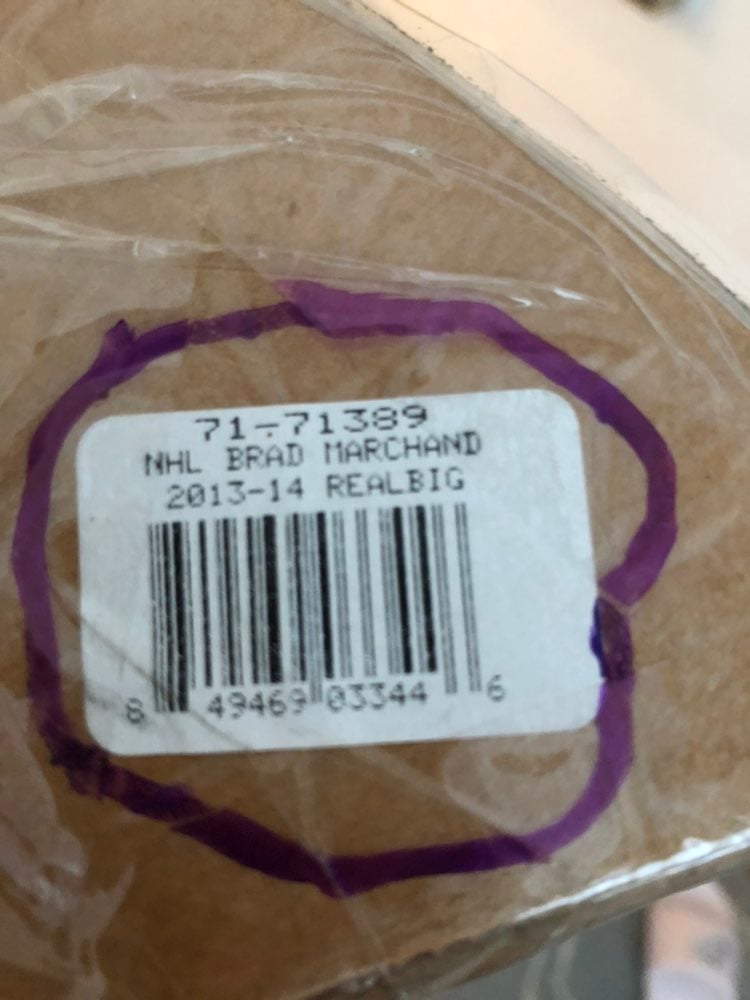 71-71389
NHL BRAD MARCHAND
2013-14 REALBIG
8 49469 03344 6